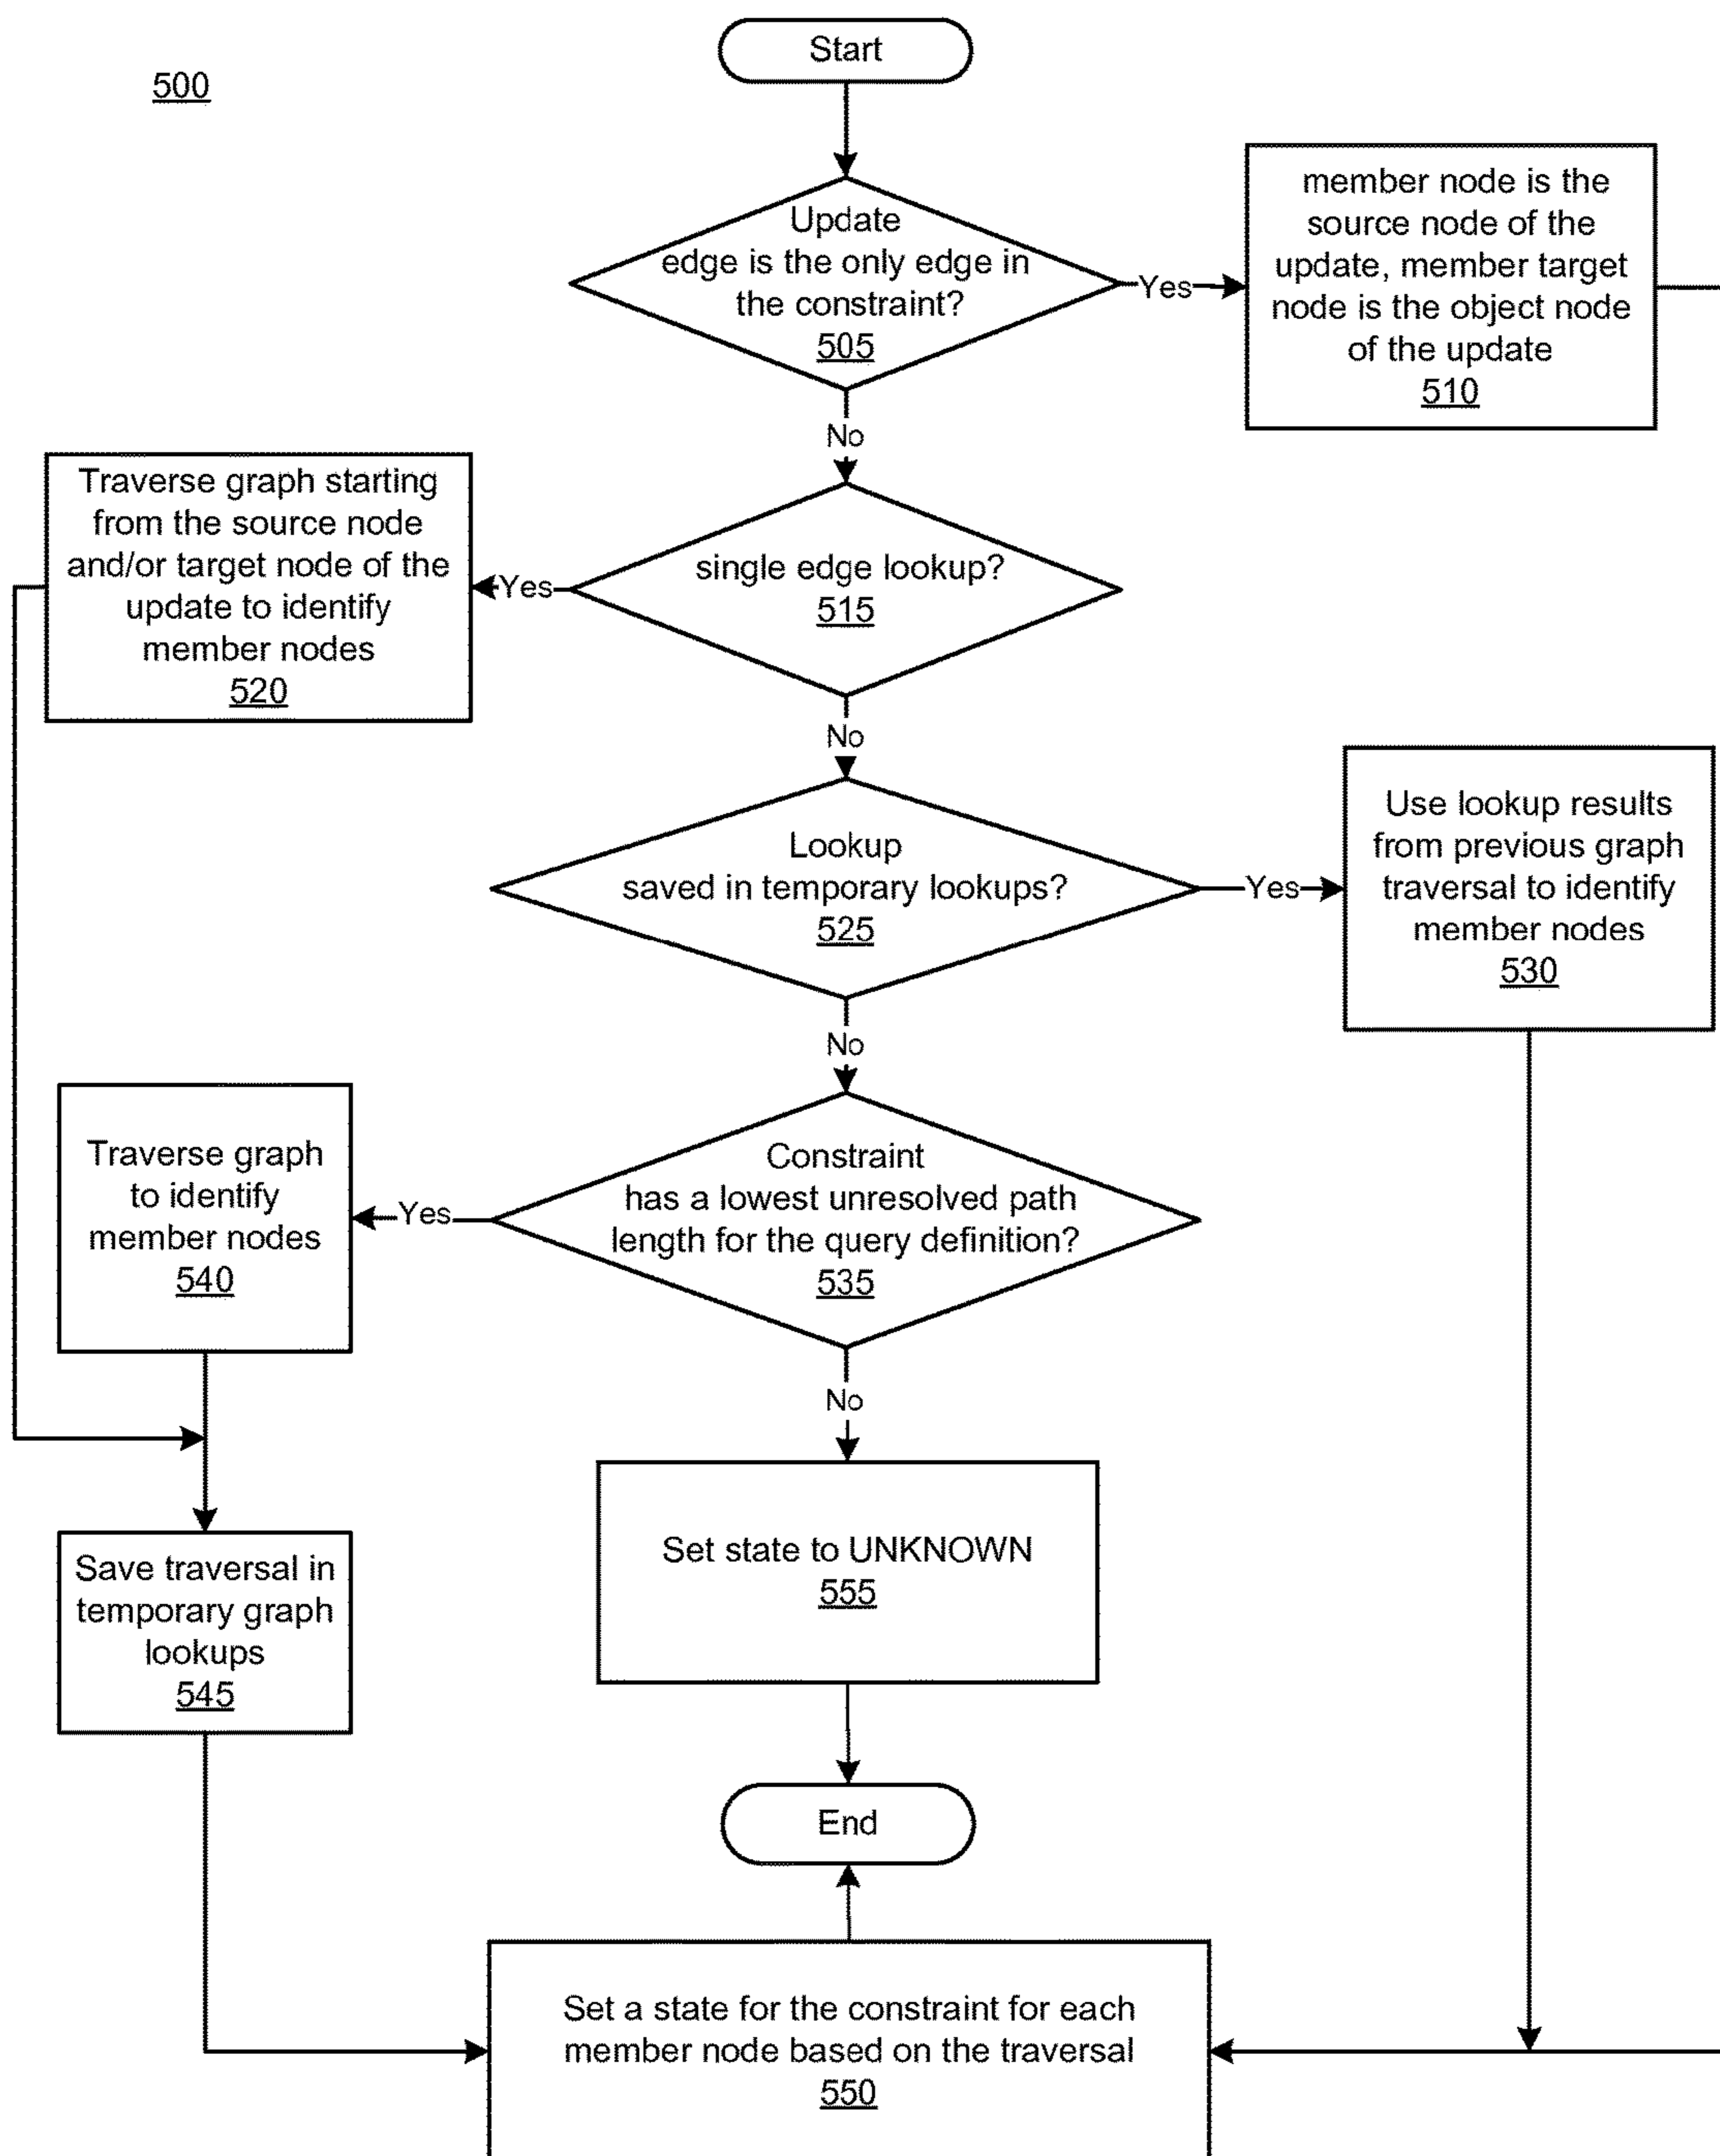 Start
500
Update
edge is the only edge in
the constraint?
505
Yes
member node is the
source node of the
update, member target
node is the object node
of the update
510
No
Traverse graph starting
from the source node
and/or target node of the
update to identify
member nodes
520
Yes
single edge lookup?
515
No
Lookup
saved in temporary lookups?
525
Yes
Use lookup results
from previous graph
traversal to identify
member nodes
530
No
Traverse graph
to identify
member nodes
540
Yes
Constraint
has a lowest unresolved path
length for the query definition?
535
No
Save traversal in
temporary graph
lookups
545
Set state to UNKNOWN
555
End
Set a state for the constraint for each
member node based on the traversal
550